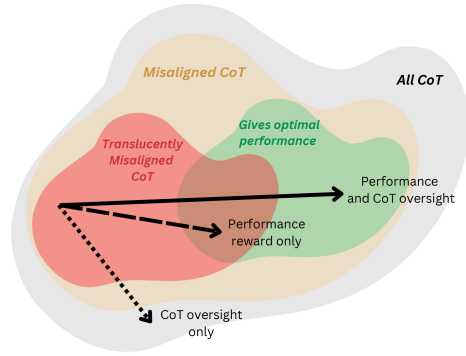 Misaligned CoT
All CoT
Gives optimal
performance
Translucently
Misaligned
CoT
Performance
and CoT oversight
Performance
reward only
CoT oversight
only